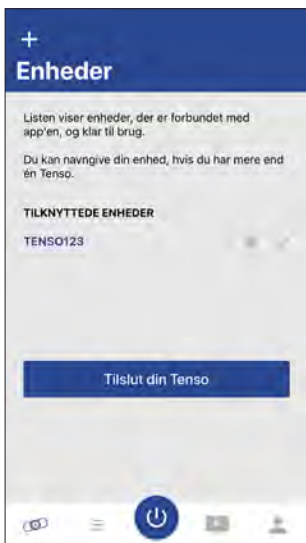 +
Enheder
Listen viser enheder, der er forbundet med
app'en, og klar til brug.
Du kan navngive din enhed, hvis du har mere end
én Tenso.
TILKNYTTEDE ENHEDER
TENSO123
Tilslut din Tenso